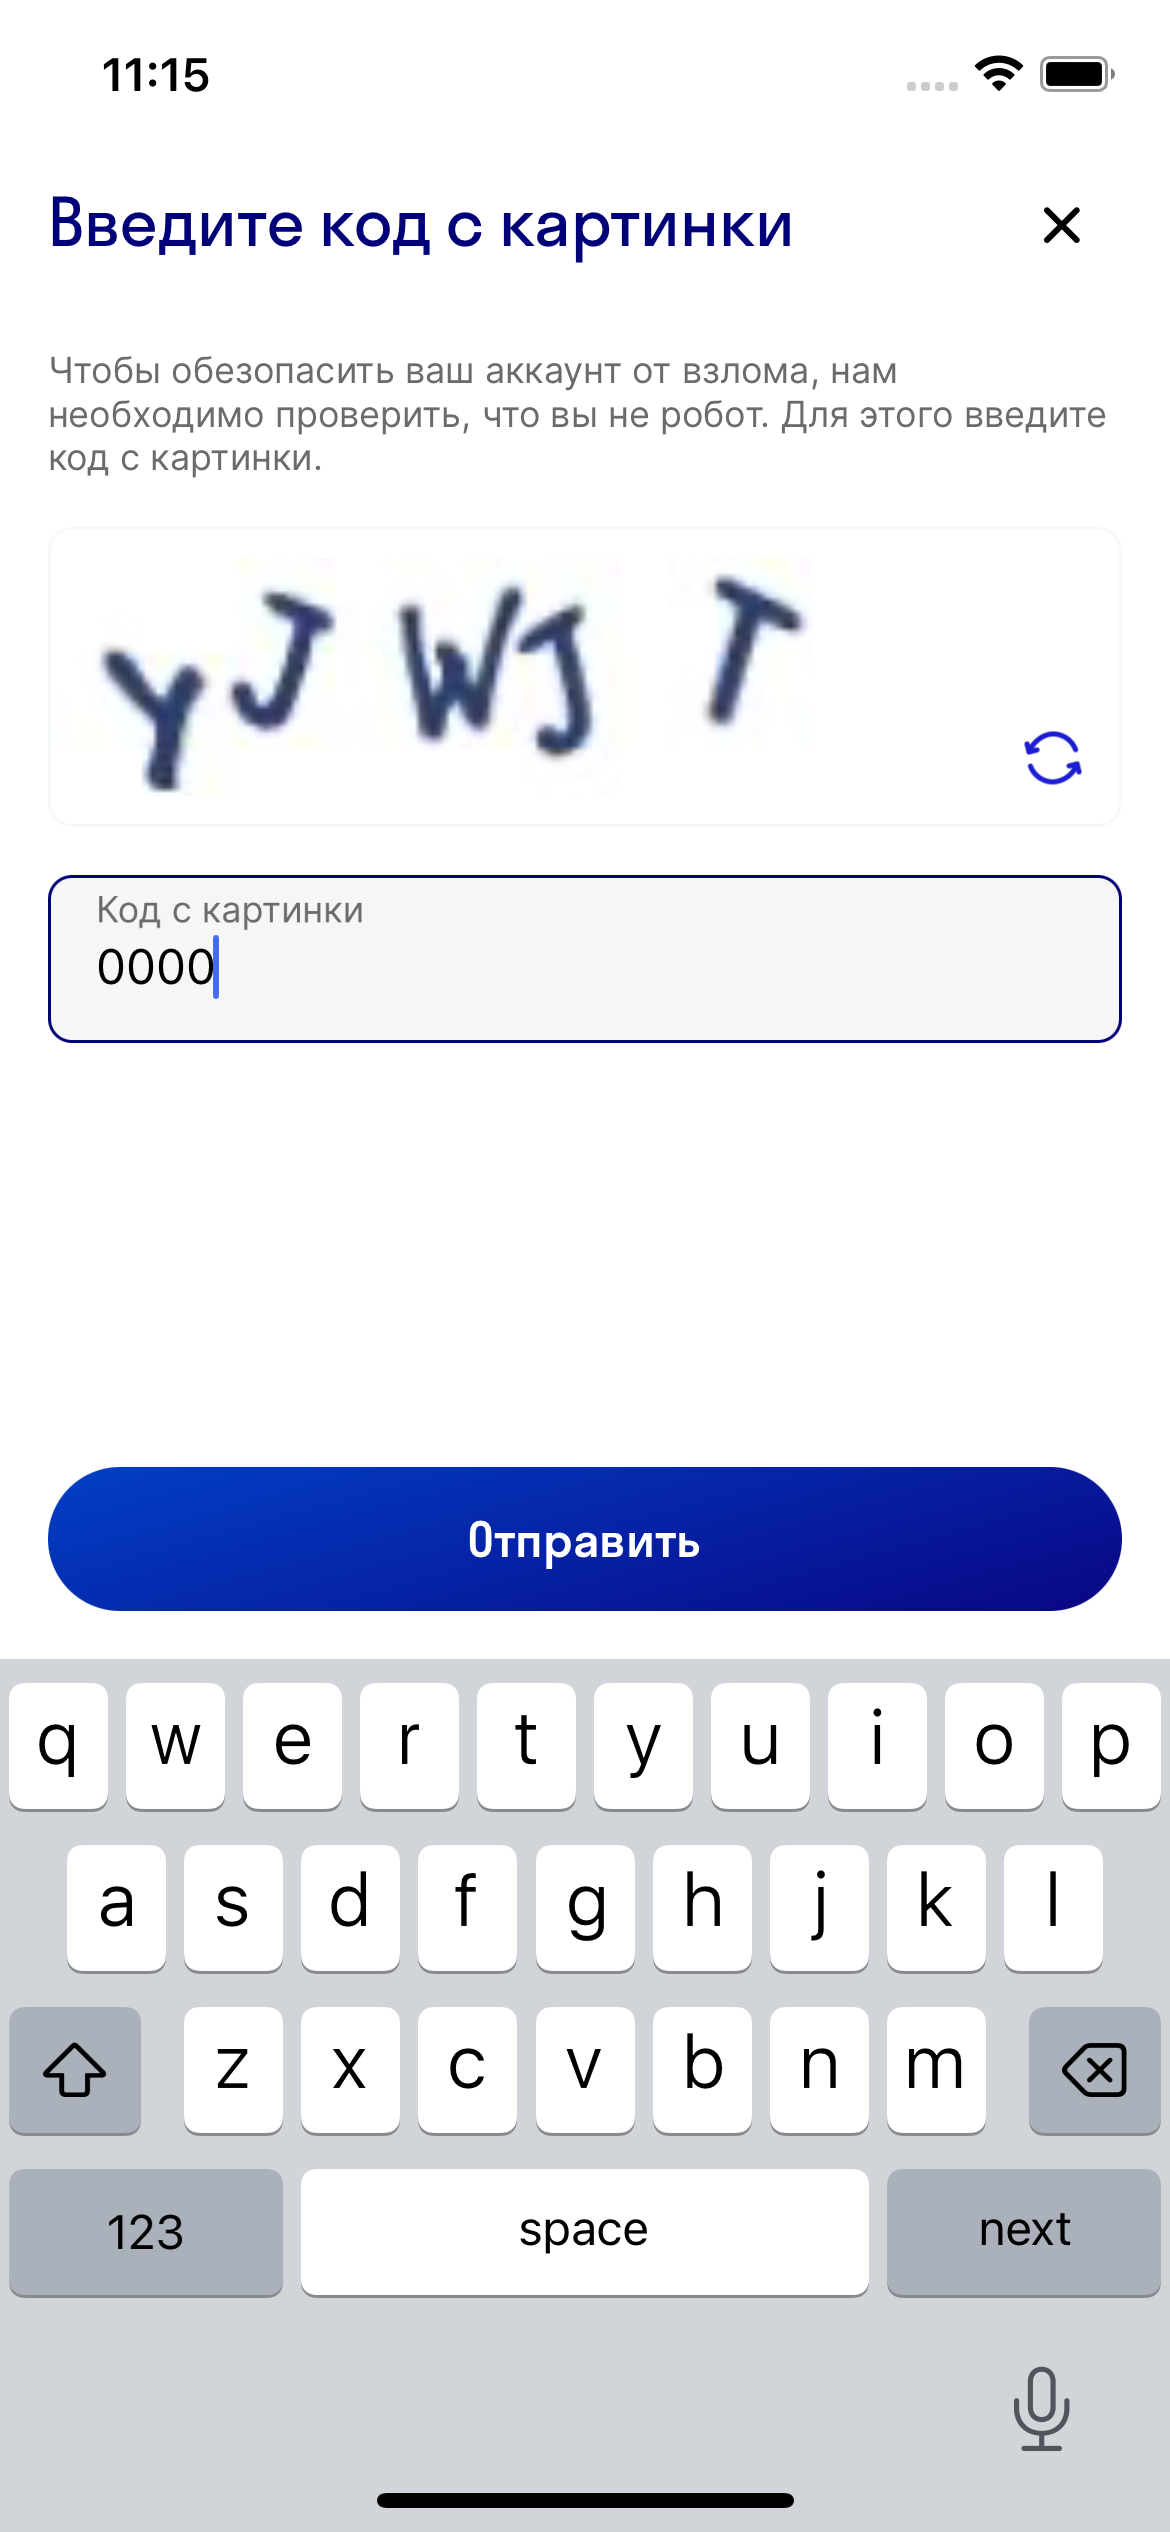 11:15
Введите код с картинки
Чтобы обезопасить ваш аккаунт от взлома, нам
необходимо проверить, что вы не робот. Для этого введите
код с картинки.
YJWJT
Код с картинки
0000
Отправить
q w e r t y u i o p
a s d f g h j k l
z x c v b n m
123 space next